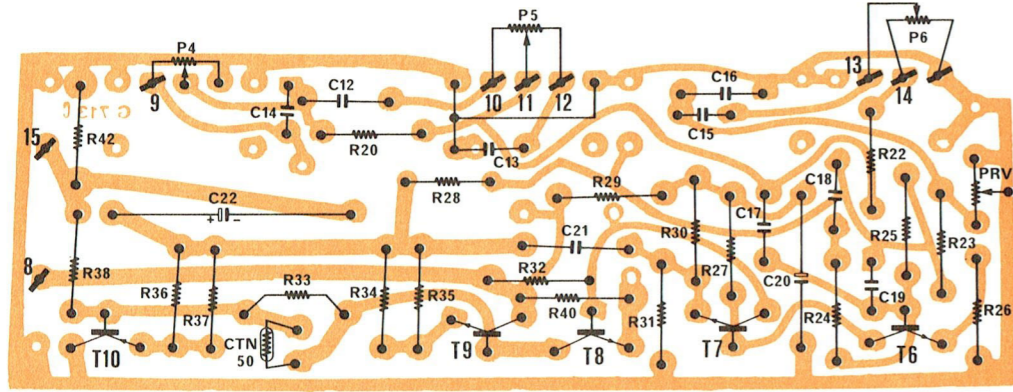 P4
P5
P6
13
C12
C16
9
10
11
12
14
G 713 C
C14
C15
R42
15
R20
C13
R22
C18
PRV
R28
R29
C22
+ −
C17
R30
R25
R23
C21
8
R38
R32
R33
R27
R36
R34
R35
C20
R37
R40
R31
C19
R24
R26
CTN
50
T10
T9
T8
T7
T6